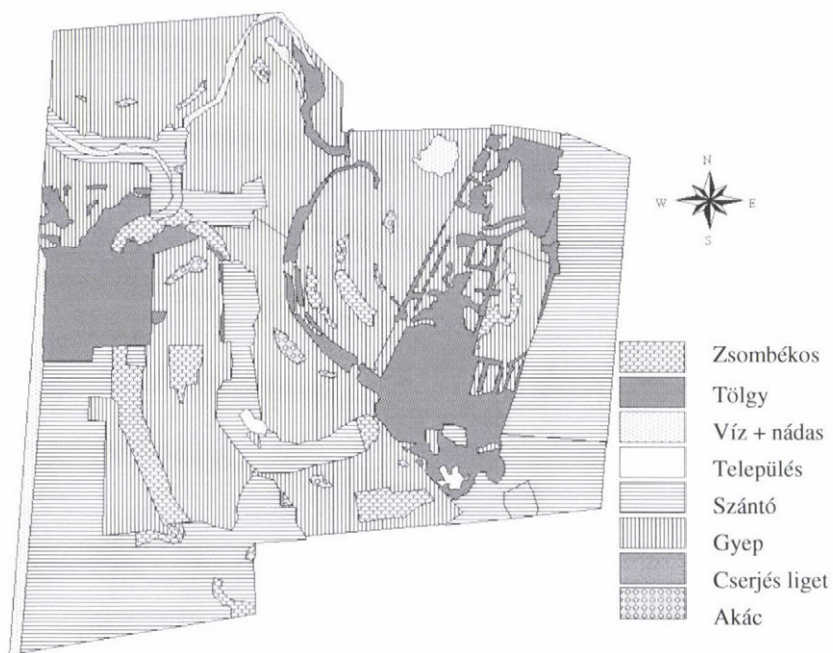 N
W E
S
Zsombékos
Tölgy
Víz + nádas
Település
Szántó
Gyep
Cserjés liget
Akác